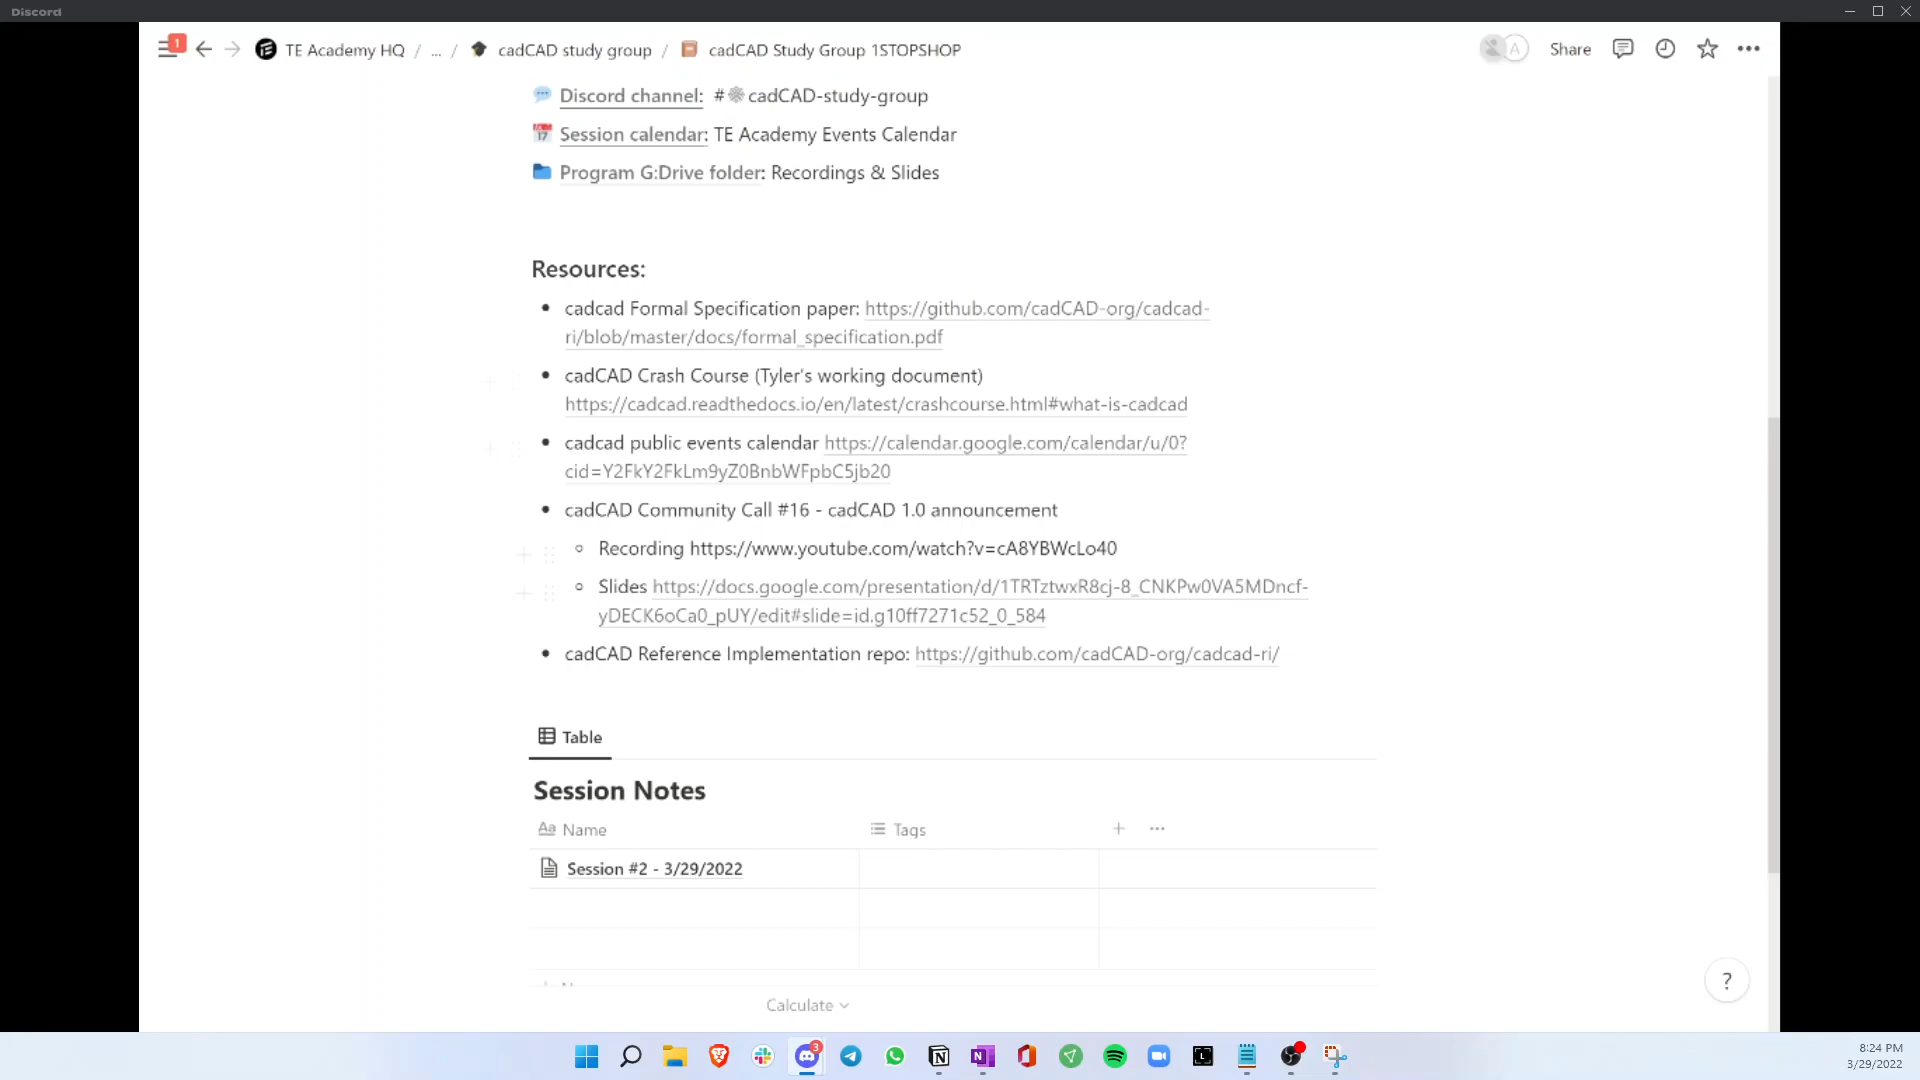 Discord
1
TE Academy HQ / ... / cadCAD study group / cadCAD Study Group 1STOPSHOP
A
Share
Discord channel: # cadCAD-study-group
17 Session calendar: TE Academy Events Calendar
Program G:Drive folder: Recordings & Slides
Resources:
• cadcad Formal Specification paper: https://github.com/cadCAD-org/cadcad-
ri/blob/master/docs/formal_specification.pdf
• cadCAD Crash Course (Tyler's working document)
https://cadcad.readthedocs.io/en/latest/crashcourse.html#what-is-cadcad
• cadcad public events calendar https://calendar.google.com/calendar/u/0?
cid=Y2FkY2FkLm9yZ0BnbWFpbC5jb20
• cadCAD Community Call #16 - cadCAD 1.0 announcement
◦ Recording https://www.youtube.com/watch?v=cA8YBWcLo40
◦ Slides https://docs.google.com/presentation/d/1TRTztwxR8cj-8_CNKPw0VA5MDncf-
yDECK6oCa0_pUY/edit#slide=id.g10ff7271c52_0_584
• cadCAD Reference Implementation repo: https://github.com/cadCAD-org/cadcad-ri/
Table
Session Notes
Aa Name
Tags
+
...
Session #2 - 3/29/2022
Calculate
?
3
8:24 PM
3/29/2022